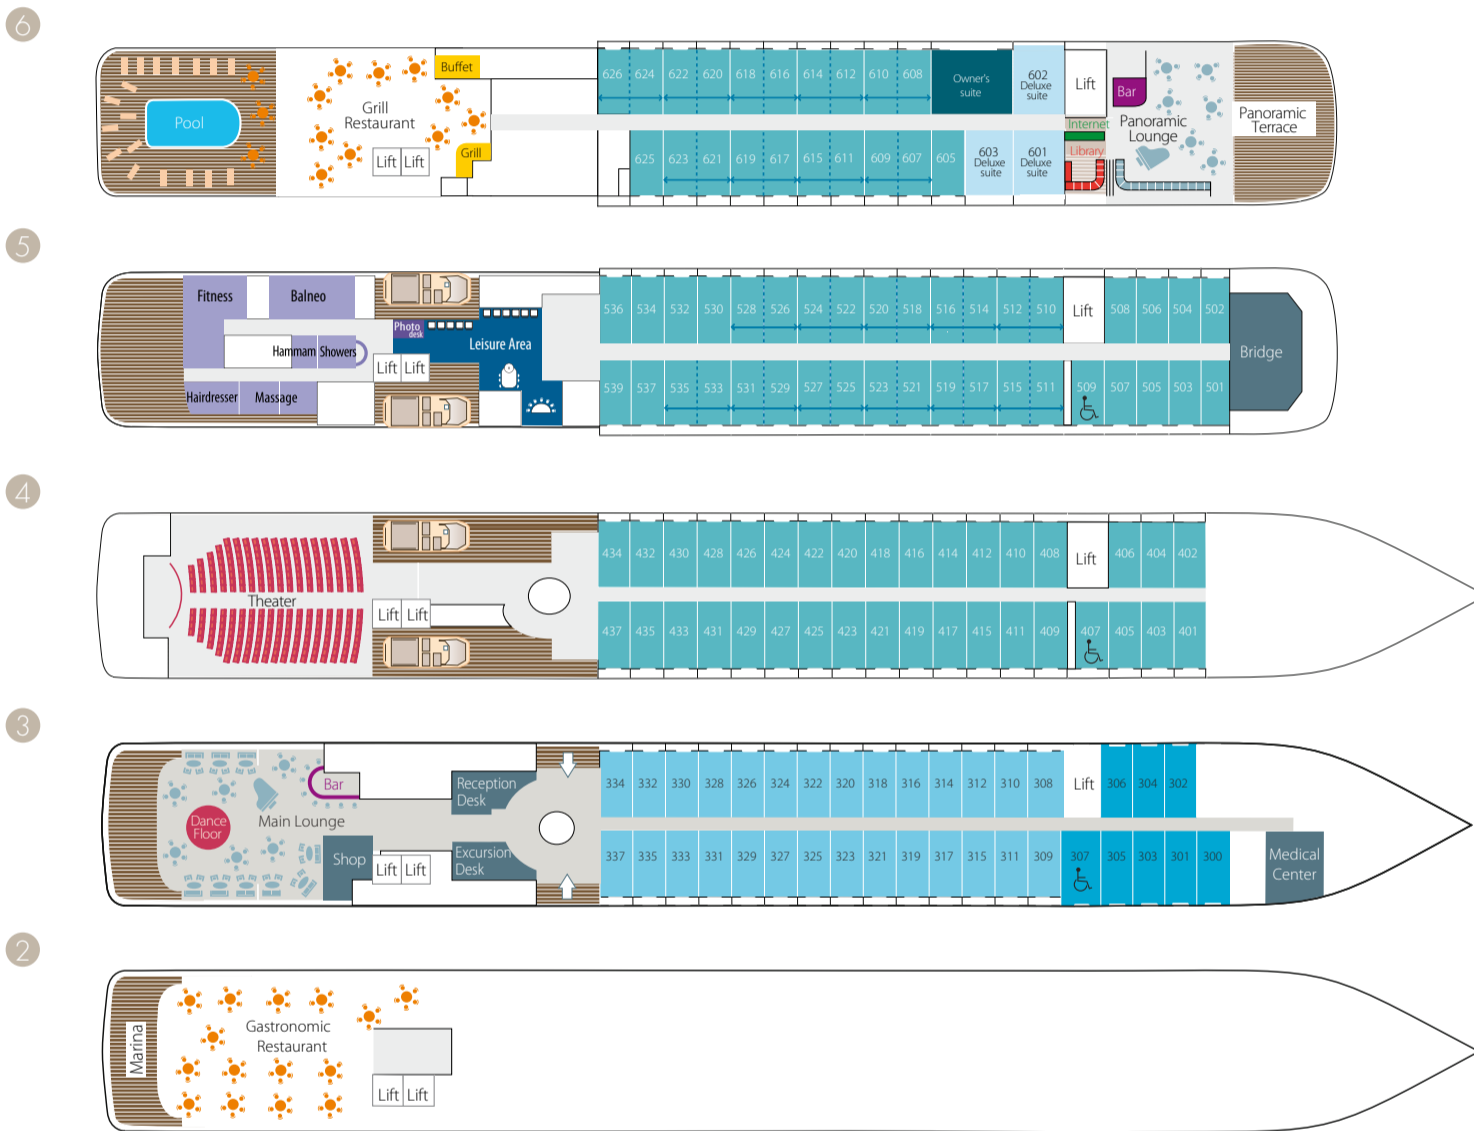 6
626 624 622 620 618 616 614 612 610 608
Owner's
suite
602
Deluxe
suite
Lift
Bar
Buffet
Grill
Restaurant
Pool
Lift Lift
Grill
625 623 621 619 617 615 611 609 607 605
603
Deluxe
suite
601
Deluxe
suite
Internet
Library
Panoramic
Lounge
Panoramic
Terrace
5
Fitness
Balneo
Photo
desk
Hammam
Showers
Lift Lift
Leisure Area
Hairdresser
Massage
536 534 532 530 528 526 524 522 520 518 516 514 512 510
Lift
508 506 504 502
539 537 535 533 531 529 527 525 523 521 519 517 515 511 509 507 505 503 501
Bridge
4
Theater
Lift Lift
434 432 430 428 426 424 422 420 418 416 414 412 410 408
Lift
406 404 402
437 435 433 431 429 427 425 423 421 419 417 415 411 409 407 405 403 401
3
Dance
Floor
Main Lounge
Bar
Shop
Lift Lift
Reception
Desk
Excursion
Desk
334 332 330 328 326 324 322 320 318 316 314 312 310 308
Lift
306 304 302
337 335 333 331 329 327 325 323 321 319 317 315 311 309 307 305 303 301 300
Medical
Center
2
Marina
Gastronomic
Restaurant
Lift Lift